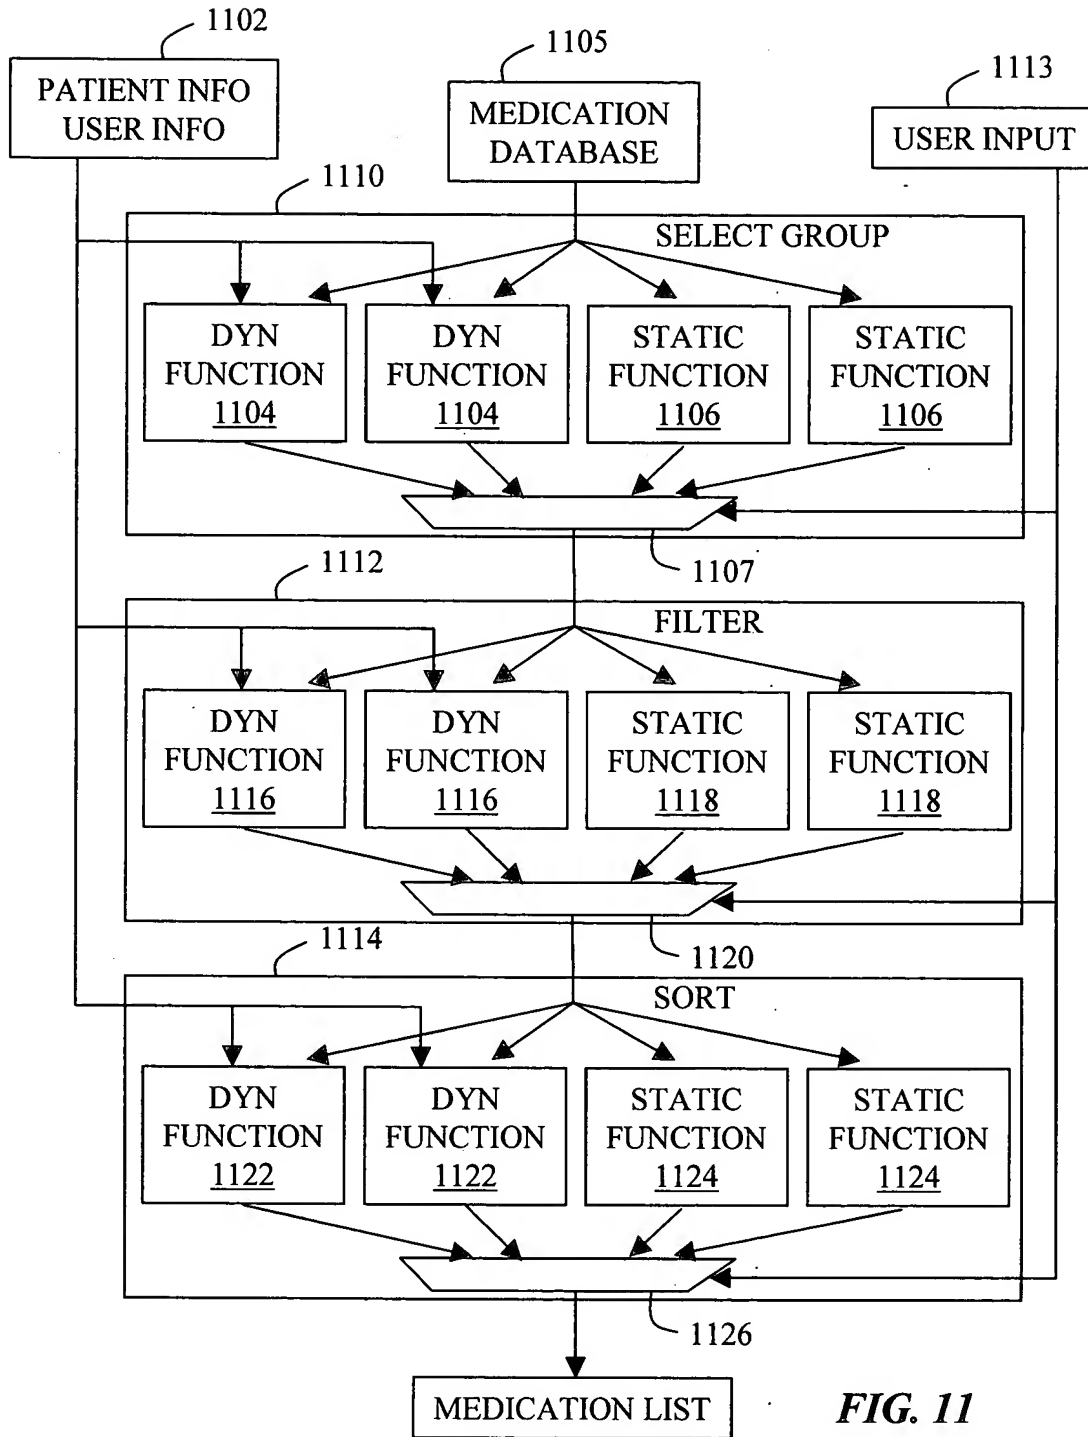 1102
1105
1113
PATIENT INFO
USER INFO
MEDICATION
DATABASE
USER INPUT
1110
SELECT GROUP
DYN
FUNCTION
1104
DYN
FUNCTION
1104
STATIC
FUNCTION
1106
STATIC
FUNCTION
1106
1107
1112
FILTER
DYN
FUNCTION
1116
DYN
FUNCTION
1116
STATIC
FUNCTION
1118
STATIC
FUNCTION
1118
1120
1114
SORT
DYN
FUNCTION
1122
DYN
FUNCTION
1122
STATIC
FUNCTION
1124
STATIC
FUNCTION
1124
1126
MEDICATION LIST
FIG. 11